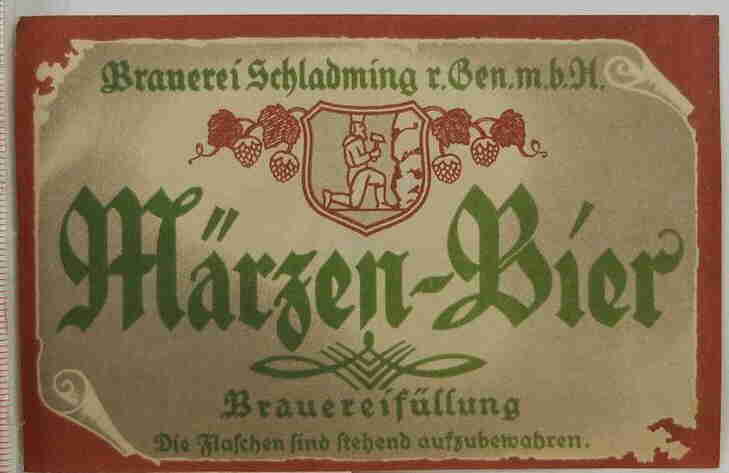 Brauerei Schladming r. Gen. m. b. H.
Märzen-Bier
Brauereifüllung
Die Flaschen sind stehend aufzubewahren.